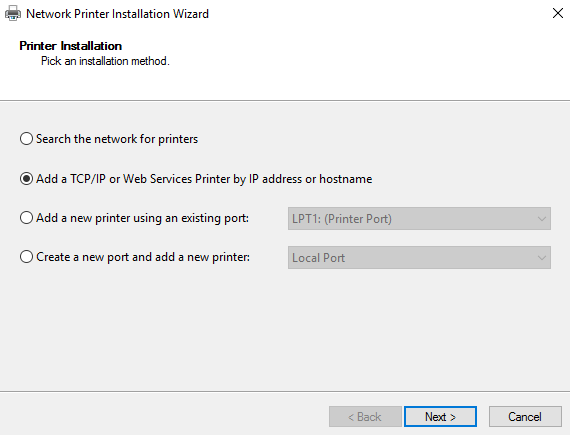 Network Printer Installation Wizard
Printer Installation
Pick an installation method.
Search the network for printers
Add a TCP/IP or Web Services Printer by IP address or hostname
Add a new printer using an existing port: LPT1: (Printer Port)
Create a new port and add a new printer: Local Port
< Back Next > Cancel